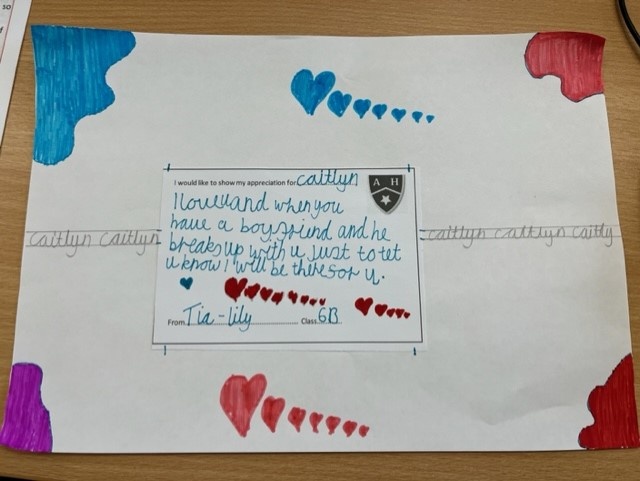 so
f
I would like to show my appreciation for caitlyn
A H
I love u and when you
have a boyfriend and he
breaks up with u just to let
u know I will be there for u.
From Tia-lily Class 6B
caitlyn caitlyn
caitlyn caitlyn caitly